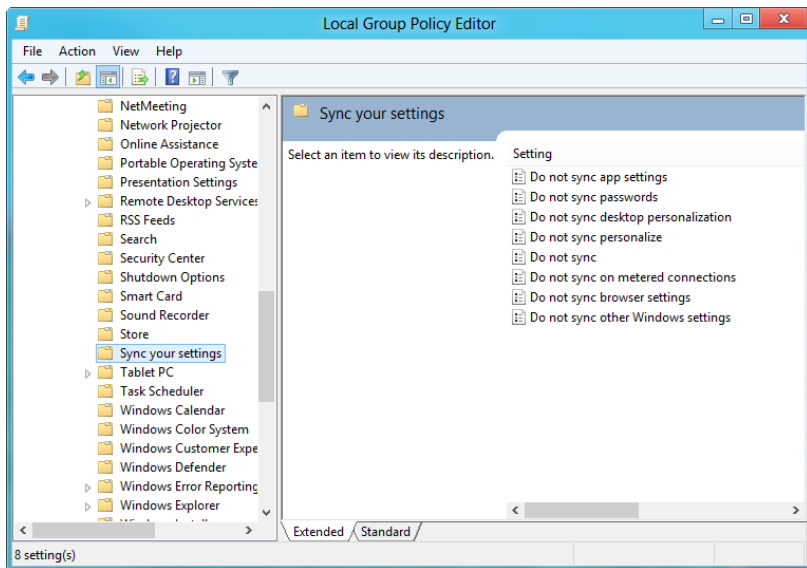 Local Group Policy Editor
File Action View Help
NetMeeting
Network Projector
Online Assistance
Portable Operating Syste
Presentation Settings
Remote Desktop Services
RSS Feeds
Search
Security Center
Shutdown Options
Smart Card
Sound Recorder
Store
Sync your settings
Tablet PC
Task Scheduler
Windows Calendar
Windows Color System
Windows Customer Expe
Windows Defender
Windows Error Reporting
Windows Explorer
Sync your settings
Select an item to view its description.
Setting
Do not sync app settings
Do not sync passwords
Do not sync desktop personalization
Do not sync personalize
Do not sync
Do not sync on metered connections
Do not sync browser settings
Do not sync other Windows settings
Extended Standard
8 setting(s)